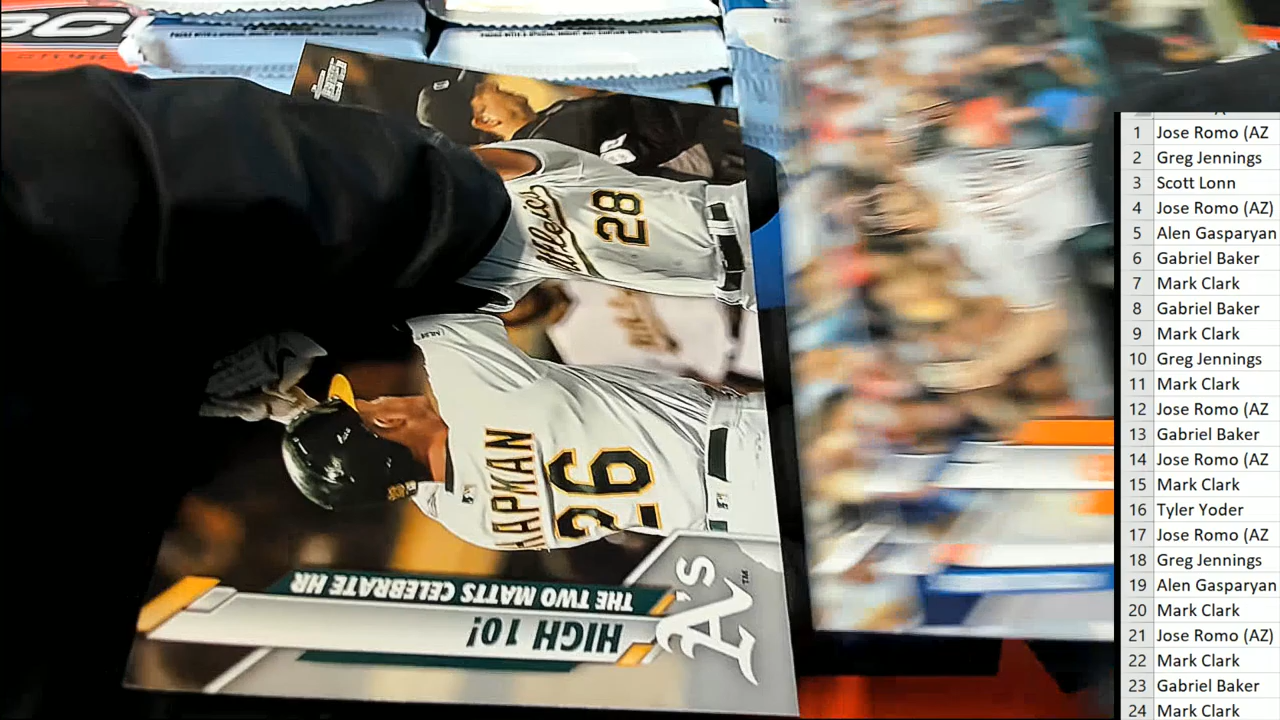 Athletics
28
CHAPMAN
26
A's
™
THE TWO MATTS CELEBRATE HR
HIGH 10!
1 Jose Romo (AZ
2 Greg Jennings
3 Scott Lonn
4 Jose Romo (AZ)
5 Alen Gasparyan
6 Gabriel Baker
7 Mark Clark
8 Gabriel Baker
9 Mark Clark
10 Greg Jennings
11 Mark Clark
12 Jose Romo (AZ
13 Gabriel Baker
14 Jose Romo (AZ
15 Mark Clark
16 Tyler Yoder
17 Jose Romo (AZ
18 Greg Jennings
19 Alen Gasparyan
20 Mark Clark
21 Jose Romo (AZ)
22 Mark Clark
23 Gabriel Baker
24 Mark Clark